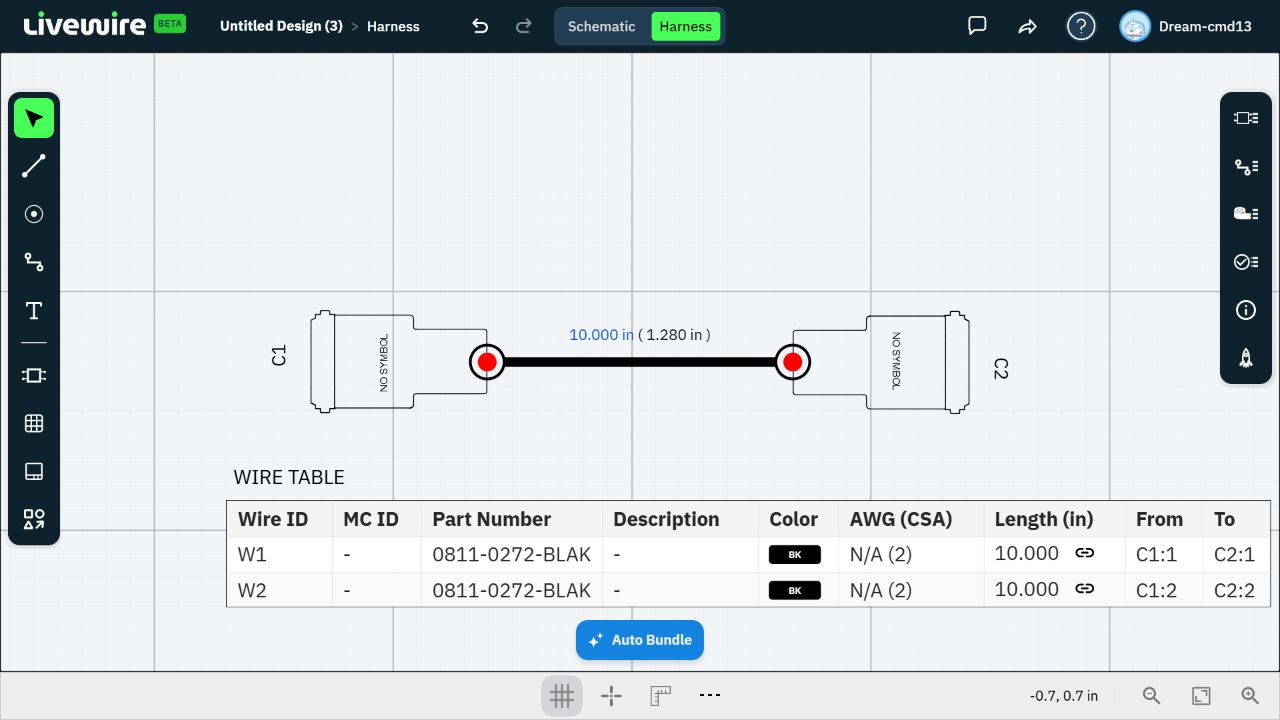 Livewire BETA Untitled Design (3) > Harness Schematic Harness ? Dream-cmd13
T
10.000 in ( 1.280 in )
C1 NO SYMBOL NO SYMBOL C2
WIRE TABLE
Wire ID MC ID Part Number Description Color AWG (CSA) Length (in) From To
W1 - 0811-0272-BLAK - BK N/A (2) 10.000 C1:1 C2:1
W2 - 0811-0272-BLAK - BK N/A (2) 10.000 C1:2 C2:2
Auto Bundle
-0.7, 0.7 in